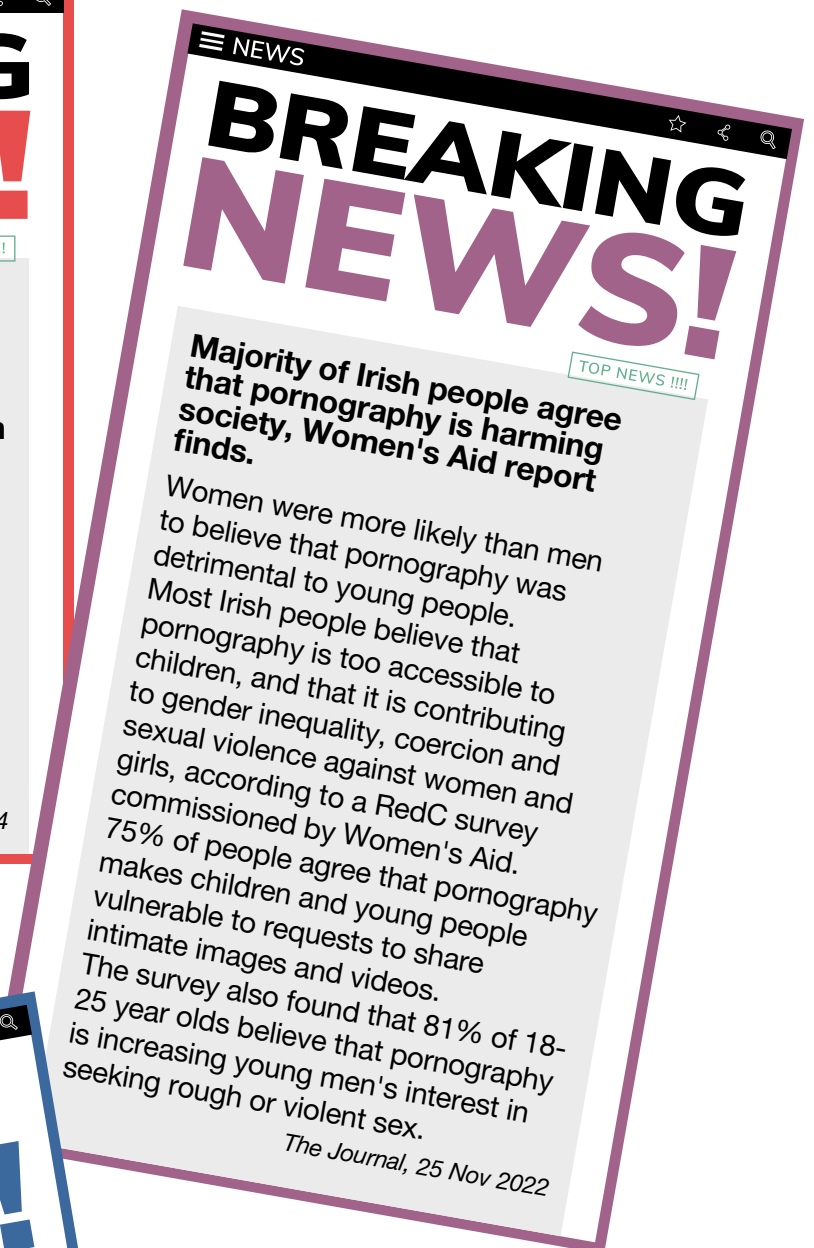 NEWS
BREAKING
NEWS!
TOP NEWS !!!!
Majority of Irish people agree
that pornography is harming
society, Women's Aid report
finds.
Women were more likely than men
to believe that pornography was
detrimental to young people.
Most Irish people believe that
pornography is too accessible to
children, and that it is contributing
to gender inequality, coercion and
sexual violence against women and
girls, according to a RedC survey
commissioned by Women's Aid.
75% of people agree that pornography
makes children and young people
vulnerable to requests to share
intimate images and videos.
The survey also found that 81% of 18-
25 year olds believe that pornography
is increasing young men's interest in
seeking rough or violent sex.
The Journal, 25 Nov 2022
G
!
!
4
!